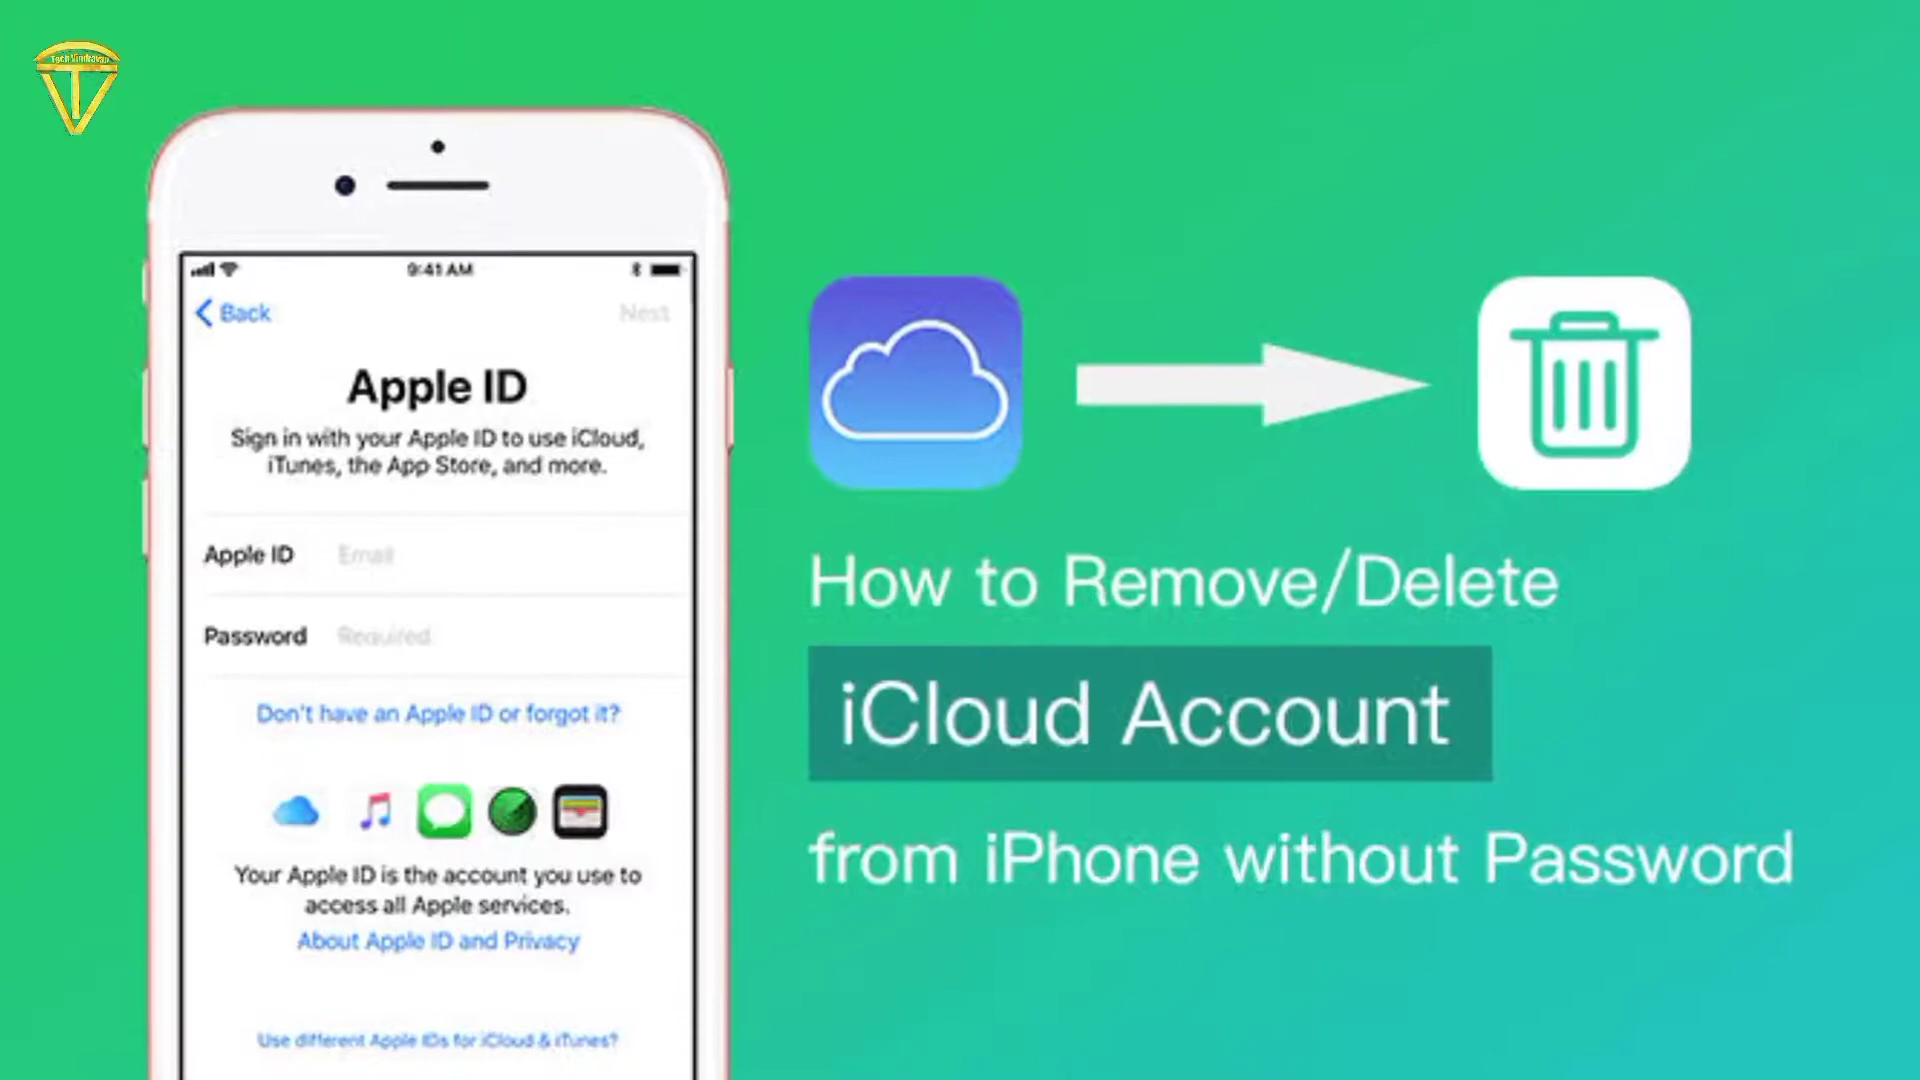 Tech Vindravan
9:41 AM
Back
Next
Apple ID
Sign in with your Apple ID to use iCloud,
iTunes, the App Store, and more.
Apple ID Email
Password Required
Don't have an Apple ID or forgot it?
Your Apple ID is the account you use to
access all Apple services.
About Apple ID and Privacy
Use different Apple IDs for iCloud & iTunes?
How to Remove/Delete
iCloud Account
from iPhone without Password